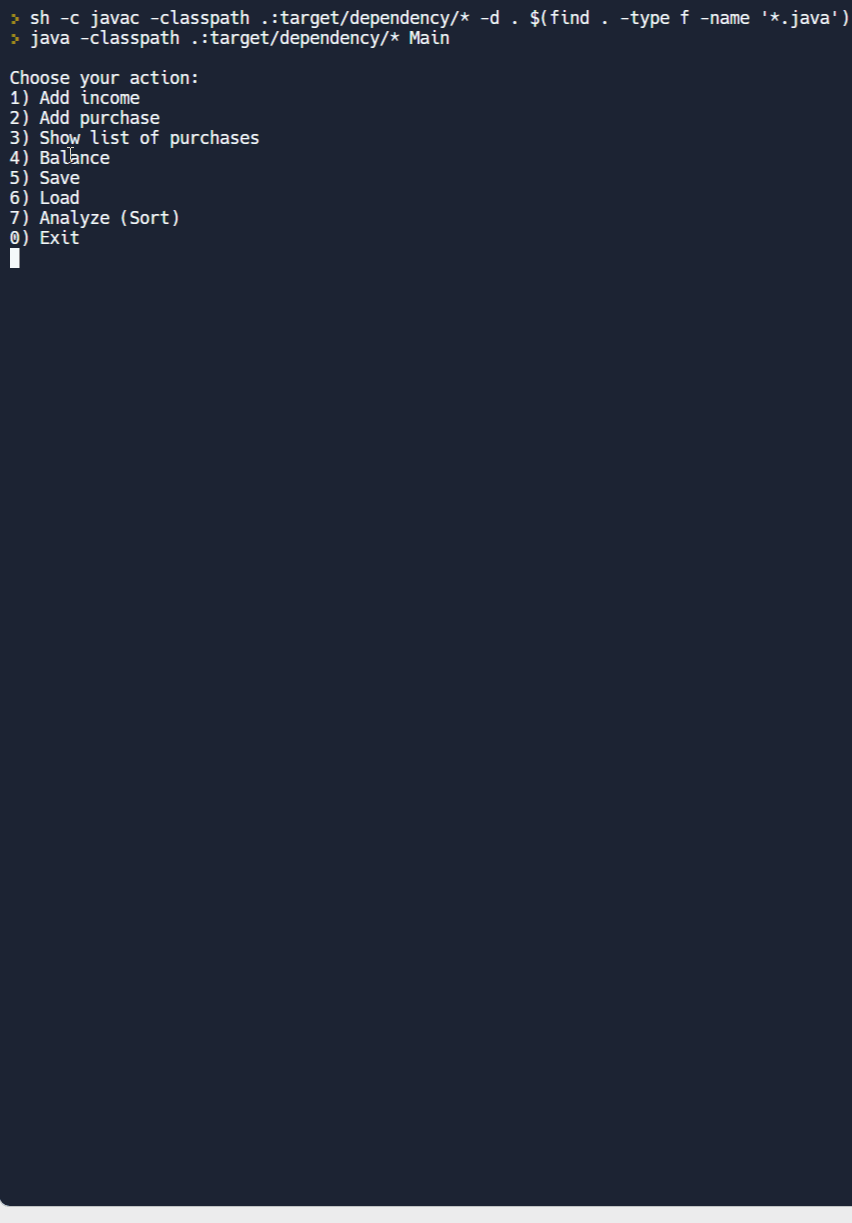 > sh -c javac -classpath .:target/dependency/* -d . $(find . -type f -name '*.java')
> java -classpath .:target/dependency/* Main
Choose your action:
1) Add income
2) Add purchase
3) Show list of purchases
4) Balance
5) Save
6) Load
7) Analyze (Sort)
0) Exit